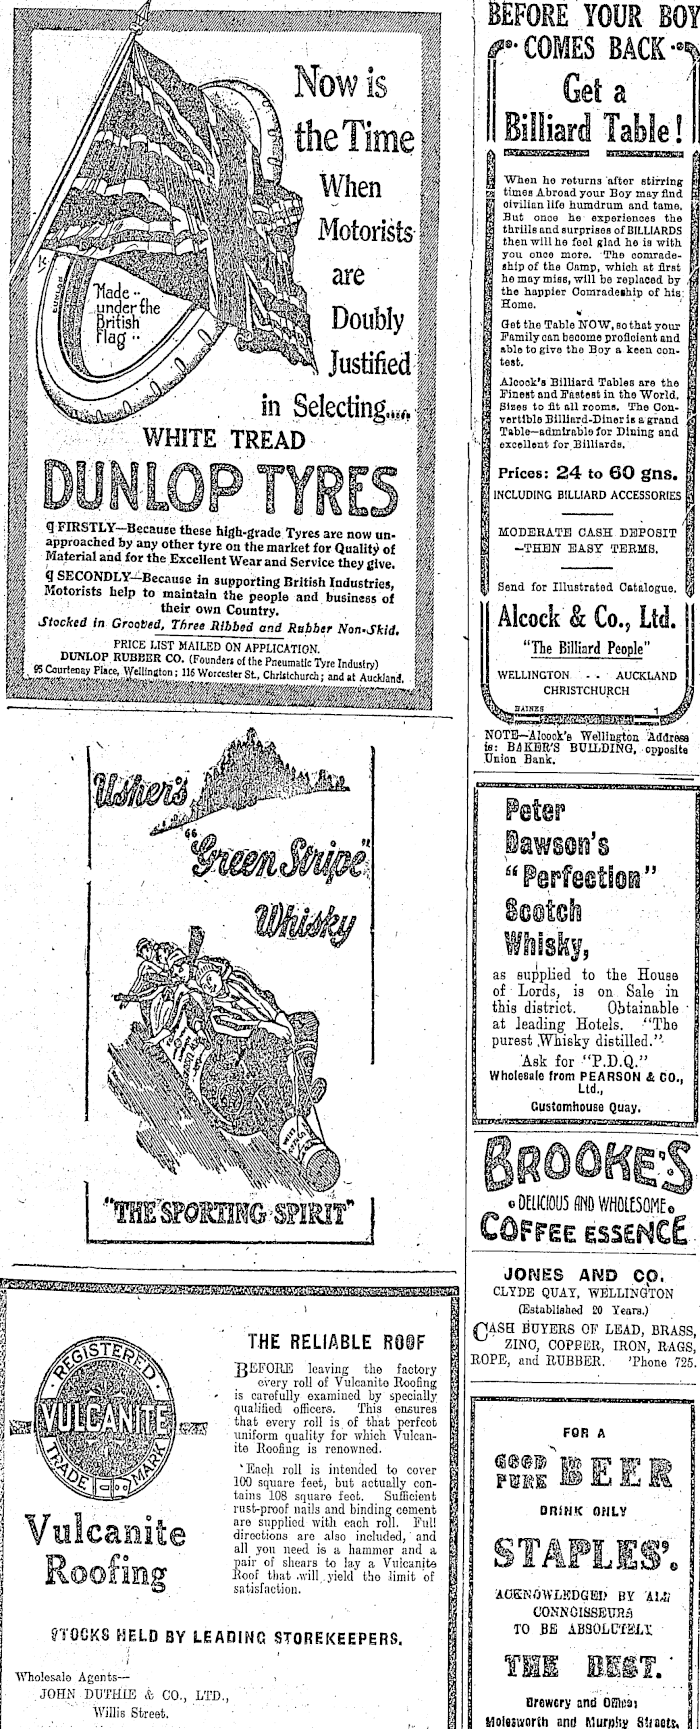 Now is
the Time
When
Motorists
are
Doubly
Justified
in Selecting....
Made
under the
British
Flag
WHITE TREAD
DUNLOP TYRES
¶ FIRSTLY—Because these high-grade Tyres are now un-
approached by any other tyre on the market for Quality of
Material and for the Excellent Wear and Service they give.
¶ SECONDLY—Because in supporting British Industries,
Motorists help to maintain the people and business of
their own Country.
Stocked in Grooved, Three Ribbed and Rubber Non-Skid.
PRICE LIST MAILED ON APPLICATION.
DUNLOP RUBBER CO. (Founders of the Pneumatic Tyre Industry)
95 Courtenay Place, Wellington; 116 Worcester St., Christchurch; and at Auckland.
Usher's
"Green Stripe"
Whisky
"THE SPORTING SPIRIT"
REGISTERED
VULCANITE
TRADE MARK
Vulcanite
Roofing
THE RELIABLE ROOF
BEFORE leaving the factory
every roll of Vulcanite Roofing
is carefully examined by specially
qualified officers. This ensures
that every roll is of that perfect
uniform quality for which Vulcan-
ite Roofing is renowned.
Each roll is intended to cover
100 square feet, but actually con-
tains 108 square feet. Sufficient
rust-proof nails and binding cement
are supplied with each roll. Full
directions are also included, and
all you need is a hammer and a
pair of shears to lay a Vulcanite
Roof that will yield the limit of
satisfaction.
STOCKS HELD BY LEADING STOREKEEPERS.
Wholesale Agents—
JOHN DUTHIE & CO., LTD.,
Willis Street.
BEFORE YOUR BOY
COMES BACK
Get a
Billiard Table!
When he returns after stirring
times Abroad your Boy may find
civilian life humdrum and tame.
But once he experiences the
thrills and surprises of BILLIARDS
then will he feel glad he is with
you once more. The comrade-
ship of the Camp, which at first
he may miss, will be replaced by
the happier Comradeship of his
Home.
Get the Table NOW, so that your
Family can become proficient and
able to give the Boy a keen con-
test.
Alcock's Billiard Tables are the
Finest and Fastest in the World.
Sizes to fit all rooms. The Con-
vertible Billiard-Diner is a grand
Table—admirable for Dining and
excellent for Billiards.
Prices: 24 to 60 gns.
INCLUDING BILLIARD ACCESSORIES
MODERATE CASH DEPOSIT
—THEN EASY TERMS.
Send for Illustrated Catalogue.
Alcock & Co., Ltd.
"The Billiard People"
WELLINGTON - - AUCKLAND
CHRISTCHURCH
BAINES 1
NOTE—Alcock's Wellington Address
is: BAKER'S BUILDING, opposite
Union Bank.
Peter
Dawson's
"Perfection"
Scotch
Whisky,
as supplied to the House
of Lords, is on Sale in
this district. Obtainable
at leading Hotels. "The
purest Whisky distilled."
Ask for "P.D.Q."
Wholesale from PEARSON & CO.,
Ltd.,
Customhouse Quay.
BROOKE'S
DELICIOUS AND WHOLESOME
COFFEE ESSENCE
JONES AND CO.
CLYDE QUAY, WELLINGTON
(Established 20 Years.)
CASH BUYERS OF LEAD, BRASS,
ZINC, COPPER, IRON, RAGS,
ROPE, and RUBBER. 'Phone 725.
FOR A
GOOD PURE BEER
DRINK ONLY
STAPLES'.
ACKNOWLEDGED BY ALL
CONNOISSEURS
TO BE ABSOLUTELY
THE BEST.
Brewery and Office:
Molesworth and Murphy Streets.